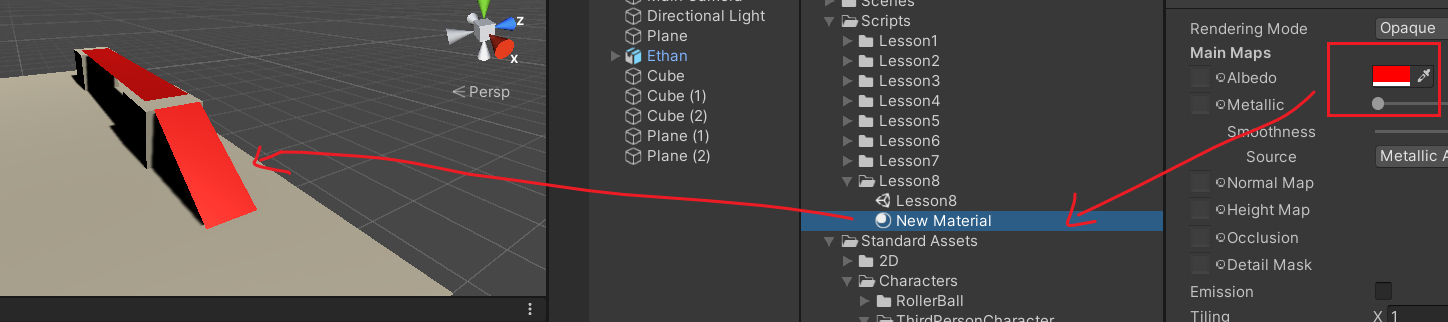 z
x
Persp
Directional Light
Plane
Ethan
Cube
Cube (1)
Cube (2)
Plane (1)
Plane (2)
Scenes
Scripts
Lesson1
Lesson2
Lesson3
Lesson4
Lesson5
Lesson6
Lesson7
Lesson8
Lesson8
New Material
Standard Assets
2D
Characters
RollerBall
ThirdPersonCharacter
Rendering Mode Opaque
Main Maps
Albedo
Metallic
Smoothness
Source Metallic A
Normal Map
Height Map
Occlusion
Detail Mask
Emission
Tiling X 1